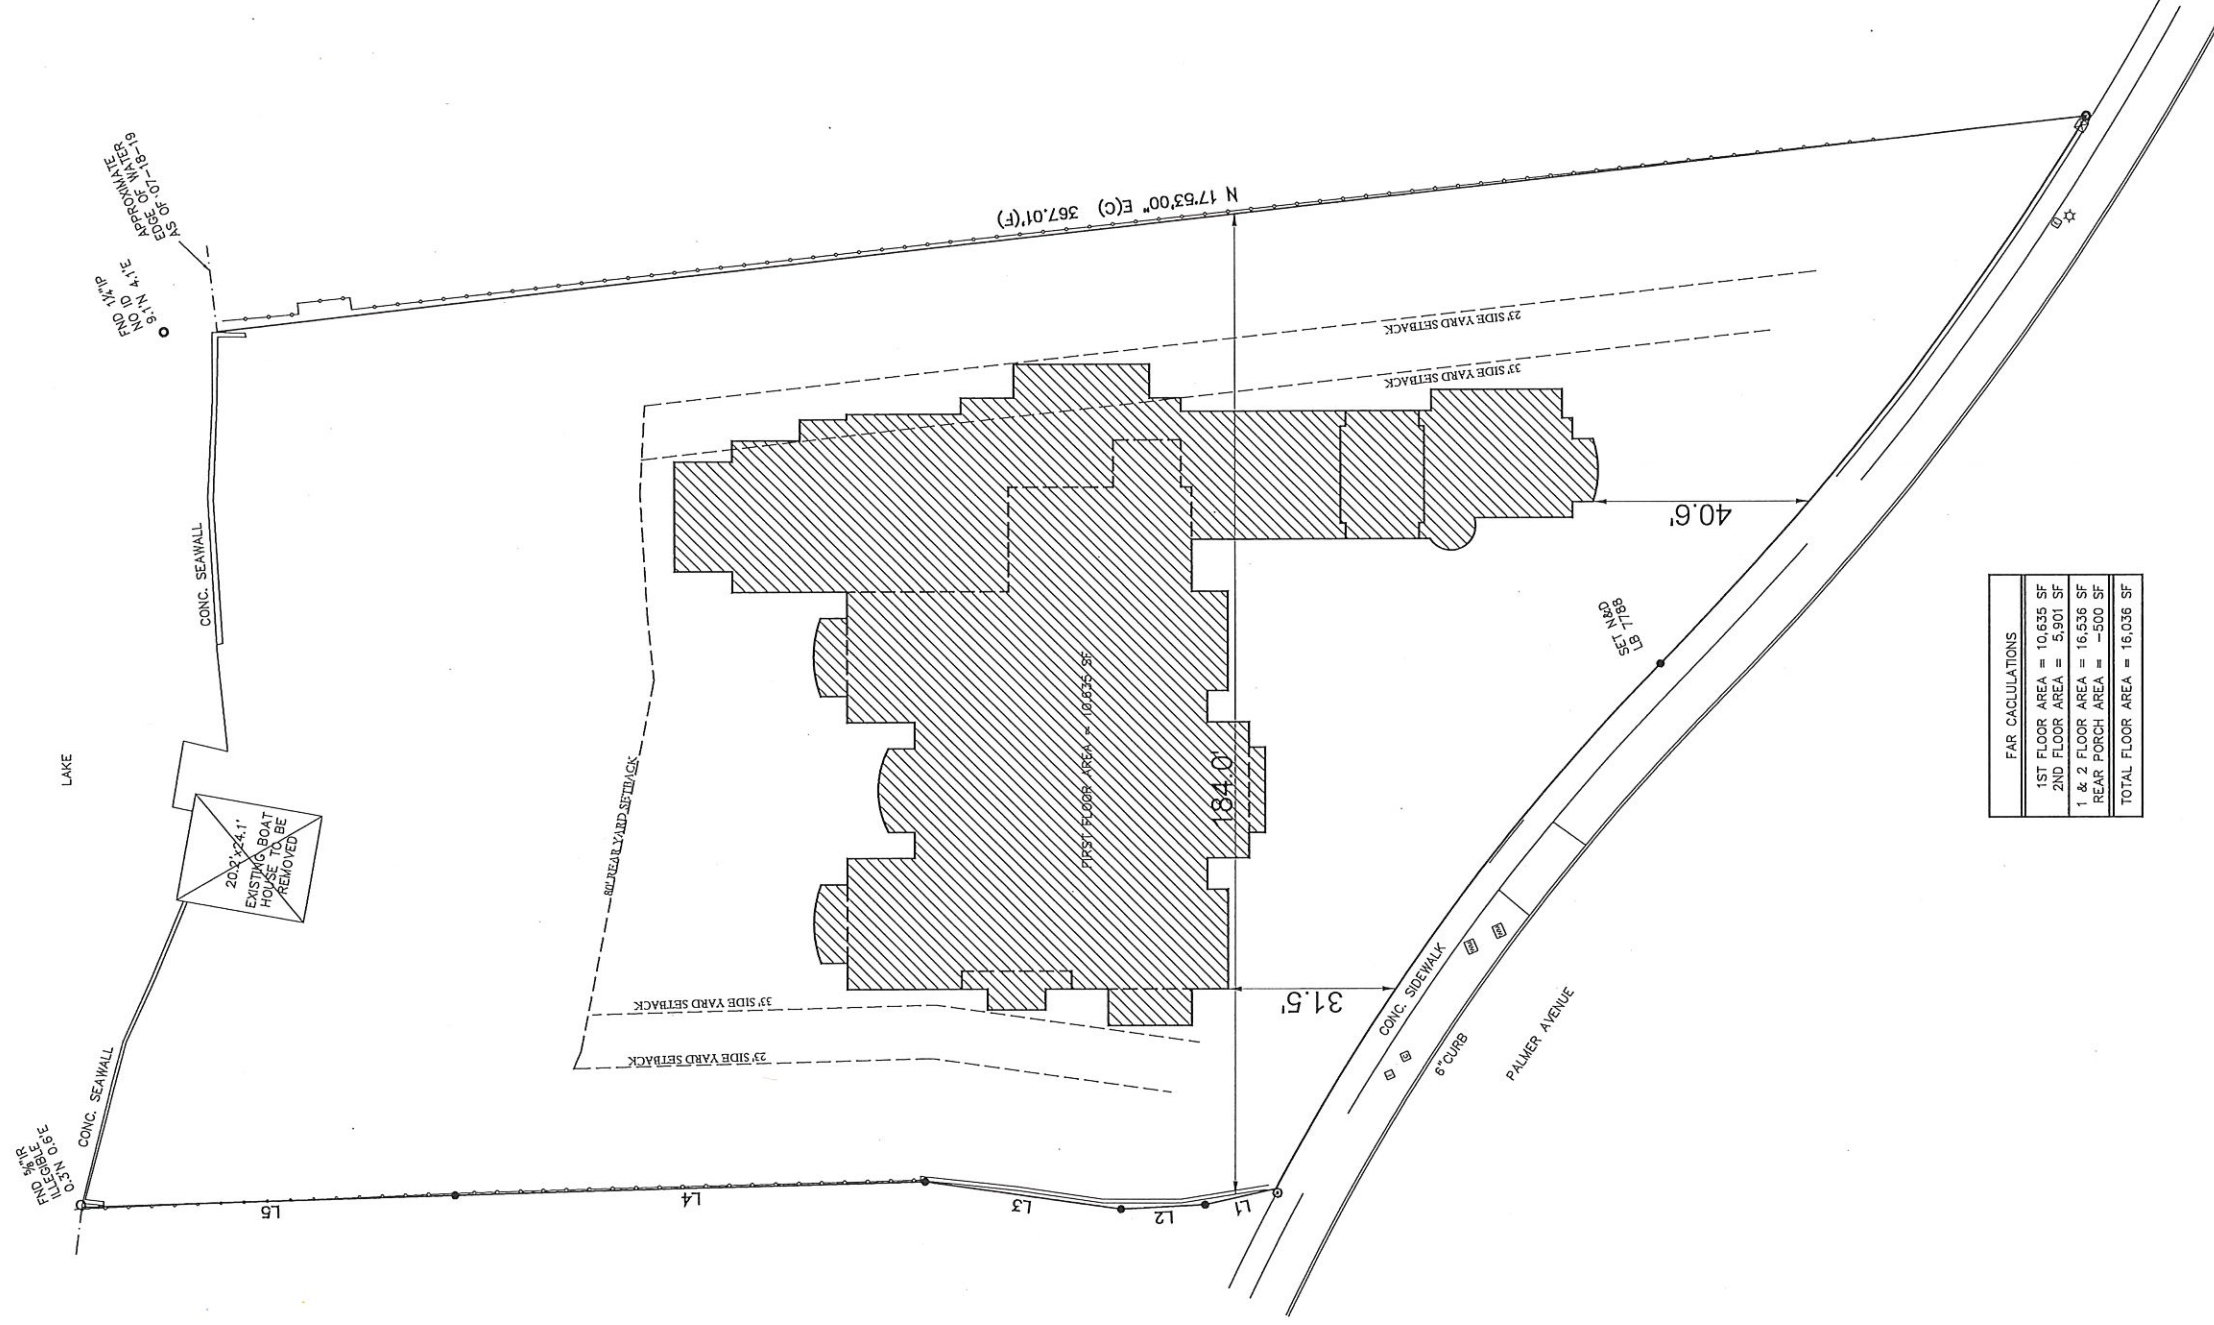 LAKE
FND 5/8"IR
ILLEGIBLE
0.3'N 0.6'E
CONC. SEAWALL
20.2'x24.1'
EXISTING BOAT
HOUSE TO BE
REMOVED
CONC. SEAWALL
FND 1¼"IP
NO ID
9.1'N 4.1'E
APPROXIMATE
EDGE OF WATER
AS OF 07-18-19
N 17°53'00" E(C) 367.01'(F)
23' SIDE YARD SETBACK
33' SIDE YARD SETBACK
80' REAR YARD SETBACK
33' SIDE YARD SETBACK
23' SIDE YARD SETBACK
FIRST FLOOR AREA = 10,635 SF
184.0'
40.6'
31.5'
L5
L4
L3
L2
L1
SET N&D
LB 7788
CONC. SIDEWALK
6"CURB
PALMER AVENUE
FAR CACLULATIONS
1ST FLOOR AREA = 10,635 SF
2ND FLOOR AREA = 5,901 SF
1 & 2 FLOOR AREA = 16,536 SF
REAR PORCH AREA = -500 SF
TOTAL FLOOR AREA = 16,036 SF